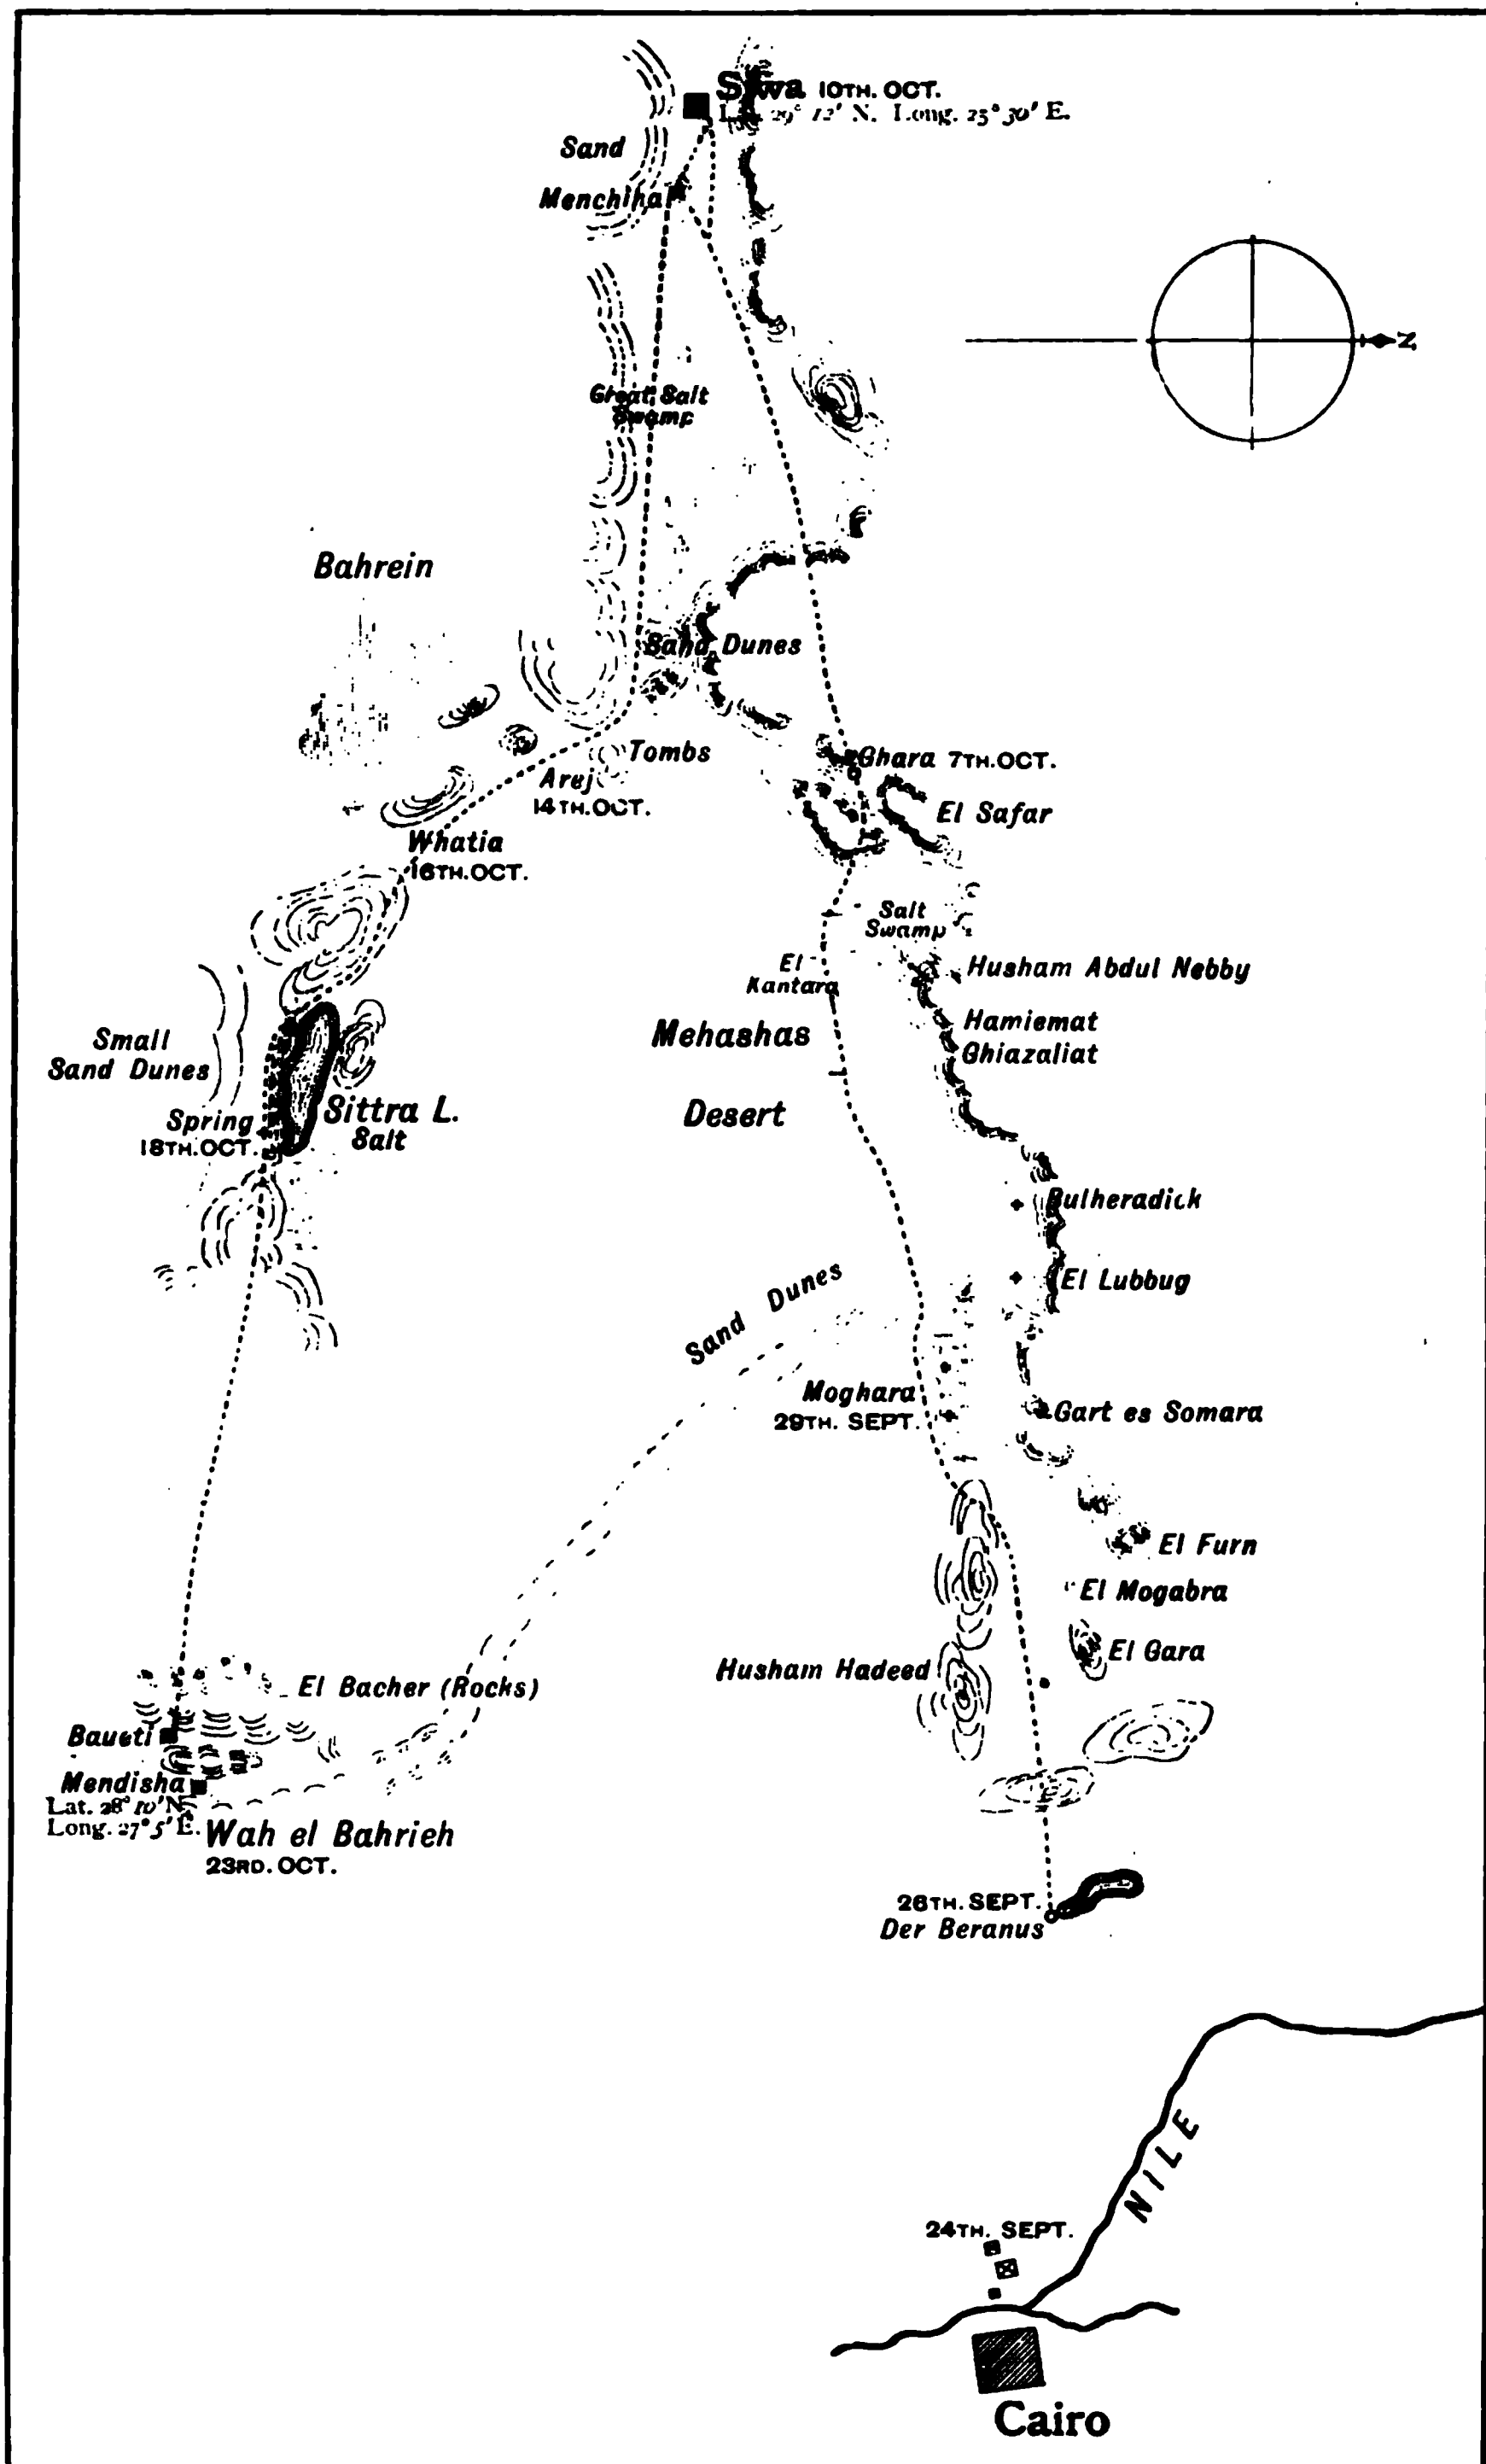 Siwa 10TH. OCT.
Lat. 29° 12' N. Long. 25° 30' E.
Sand
Menchiha
N
Great Salt
Swamp
Bahrein
Sand Dunes
Tombs
Ghara 7TH. OCT.
Arej
14TH. OCT.
El Safar
Whatia
16TH. OCT.
Salt
Swamp
El
Kantara
Husham Abdul Nebby
Mehashas
Desert
Hamiemat
Ghiazaliat
Small
Sand Dunes
Spring
18TH. OCT.
Sittra L.
Salt
Bulheradick
El Lubbug
Sand Dunes
Moghara
29TH. SEPT.
Gart es Somara
El Furn
El Mogabra
El Gara
Husham Hadeed
El Bacher (Rocks)
Baueti
Mendisha
Lat. 28° 10' N.
Long. 27° 5' E.
Wah el Bahrieh
23RD. OCT.
26TH. SEPT.
Der Beranus
NILE
24TH. SEPT.
Cairo